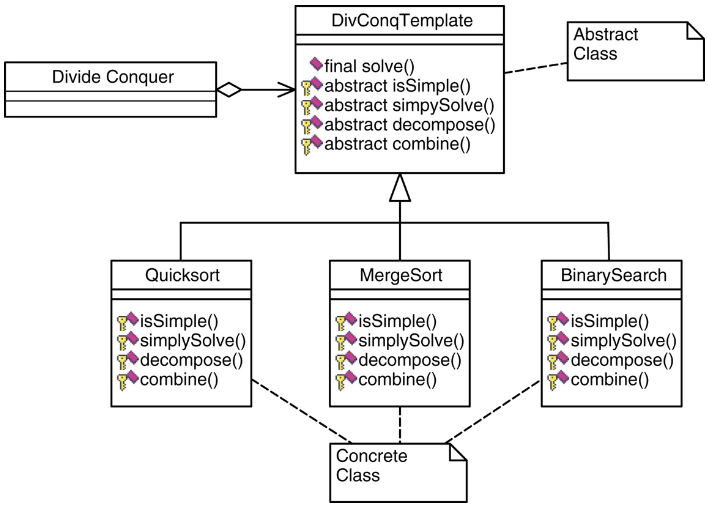 DivConqTemplate
Abstract
Class
Divide Conquer
final solve()
abstract isSimple()
abstract simpySolve()
abstract decompose()
abstract combine()
Quicksort
isSimple()
simplySolve()
decompose()
combine()
MergeSort
isSimple()
simplySolve()
decompose()
combine()
BinarySearch
isSimple()
simplySolve()
decompose()
combine()
Concrete
Class